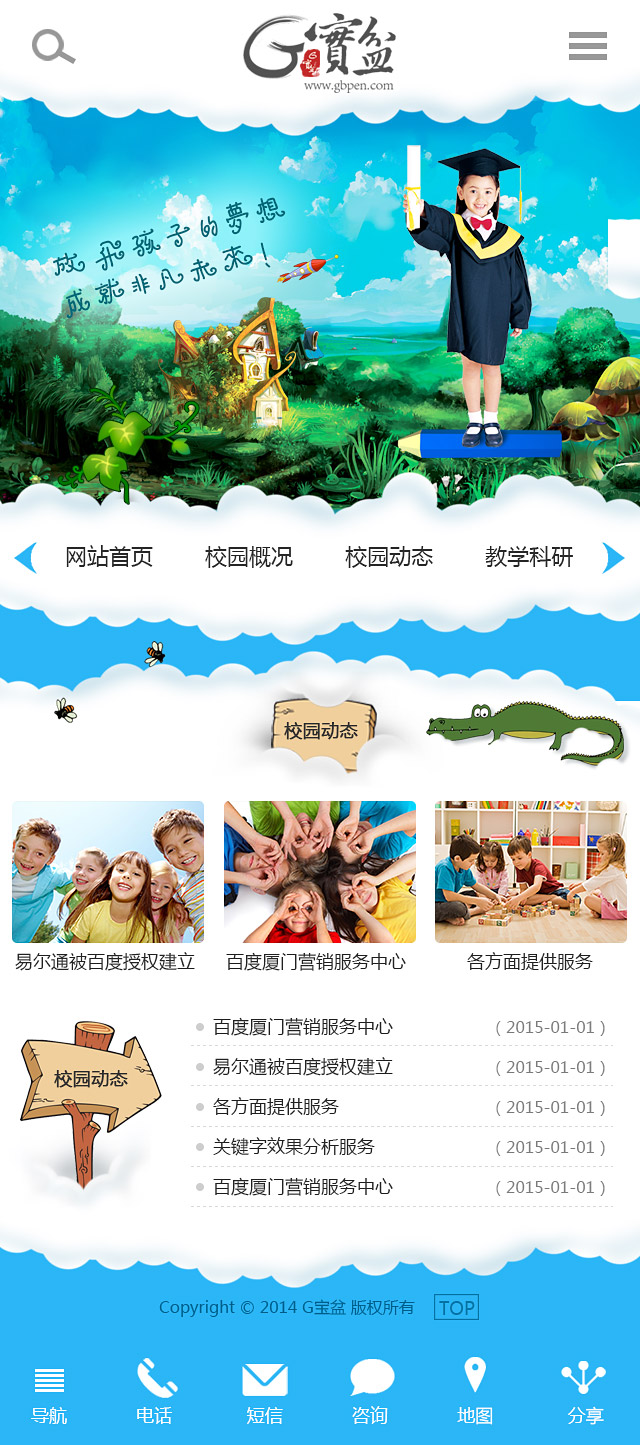 G寶盆
www.gbpen.com
放飛孩子的夢想
成就非凡未來！
网站首页 校园概况 校园动态 教学科研
校园动态
易尔通被百度授权建立 百度厦门营销服务中心 各方面提供服务
校园动态
百度厦门营销服务中心 ( 2015-01-01 )
易尔通被百度授权建立 ( 2015-01-01 )
各方面提供服务 ( 2015-01-01 )
关键字效果分析服务 ( 2015-01-01 )
百度厦门营销服务中心 ( 2015-01-01 )
Copyright © 2014 G宝盆 版权所有 TOP
导航 电话 短信 咨询 地图 分享